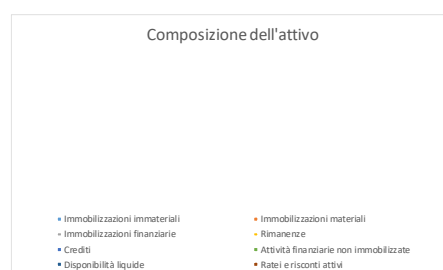 Composizione dell'attivo
Immobilizzazioni immateriali
Immobilizzazioni materiali
Immobilizzazioni finanziarie
Rimanenze
Crediti
Attività finanziarie non immobilizzate
Disponibilità liquide
Ratei e risconti attivi